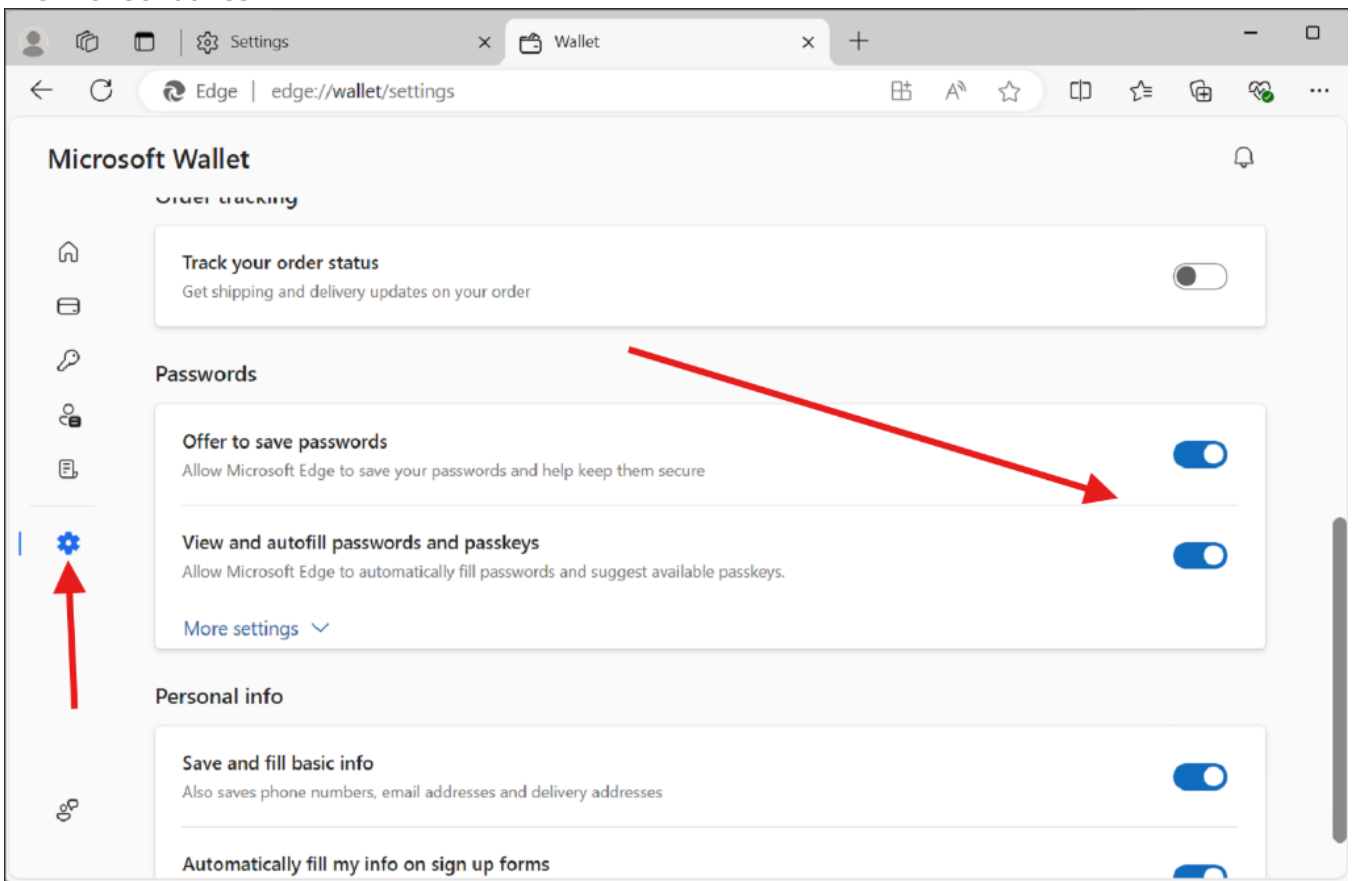 Settings
Wallet
Edge | edge://wallet/settings
Microsoft Wallet
Order tracking
Track your order status
Get shipping and delivery updates on your order
Passwords
Offer to save passwords
Allow Microsoft Edge to save your passwords and help keep them secure
View and autofill passwords and passkeys
Allow Microsoft Edge to automatically fill passwords and suggest available passkeys.
More settings
Personal info
Save and fill basic info
Also saves phone numbers, email addresses and delivery addresses
Automatically fill my info on sign up forms